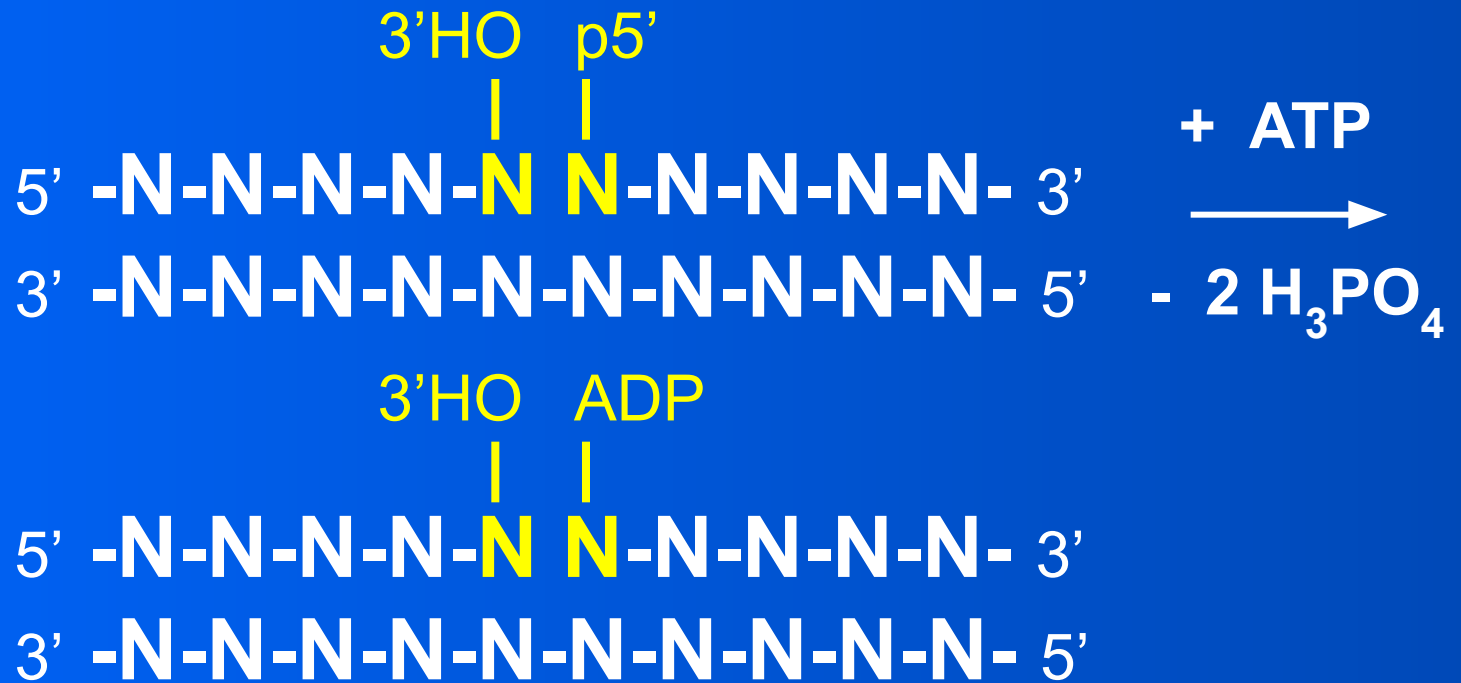 3’HO p5’
+ ATP
5’ -N-N-N-N-N N-N-N-N-N- 3’
3’ -N-N-N-N-N-N-N-N-N-N- 5’
- 2 H₃PO₄
3’HO ADP
5’ -N-N-N-N-N N-N-N-N-N- 3’
3’ -N-N-N-N-N-N-N-N-N-N- 5’